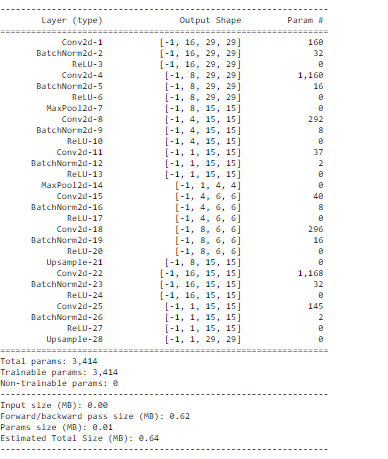 ----------------------------------------------------------------
Layer (type) Output Shape Param #
================================================================
Conv2d-1 [-1, 16, 29, 29] 160
BatchNorm2d-2 [-1, 16, 29, 29] 32
ReLU-3 [-1, 16, 29, 29] 0
Conv2d-4 [-1, 8, 29, 29] 1,160
BatchNorm2d-5 [-1, 8, 29, 29] 16
ReLU-6 [-1, 8, 29, 29] 0
MaxPool2d-7 [-1, 8, 15, 15] 0
Conv2d-8 [-1, 4, 15, 15] 292
BatchNorm2d-9 [-1, 4, 15, 15] 8
ReLU-10 [-1, 4, 15, 15] 0
Conv2d-11 [-1, 1, 15, 15] 37
BatchNorm2d-12 [-1, 1, 15, 15] 2
ReLU-13 [-1, 1, 15, 15] 0
MaxPool2d-14 [-1, 1, 4, 4] 0
Conv2d-15 [-1, 4, 6, 6] 40
BatchNorm2d-16 [-1, 4, 6, 6] 8
ReLU-17 [-1, 4, 6, 6] 0
Conv2d-18 [-1, 8, 6, 6] 296
BatchNorm2d-19 [-1, 8, 6, 6] 16
ReLU-20 [-1, 8, 6, 6] 0
Upsample-21 [-1, 8, 15, 15] 0
Conv2d-22 [-1, 16, 15, 15] 1,168
BatchNorm2d-23 [-1, 16, 15, 15] 32
ReLU-24 [-1, 16, 15, 15] 0
Conv2d-25 [-1, 1, 15, 15] 145
BatchNorm2d-26 [-1, 1, 15, 15] 2
ReLU-27 [-1, 1, 15, 15] 0
Upsample-28 [-1, 1, 29, 29] 0
================================================================
Total params: 3,414
Trainable params: 3,414
Non-trainable params: 0
----------------------------------------------------------------
Input size (MB): 0.00
Forward/backward pass size (MB): 0.62
Params size (MB): 0.01
Estimated Total Size (MB): 0.64
----------------------------------------------------------------